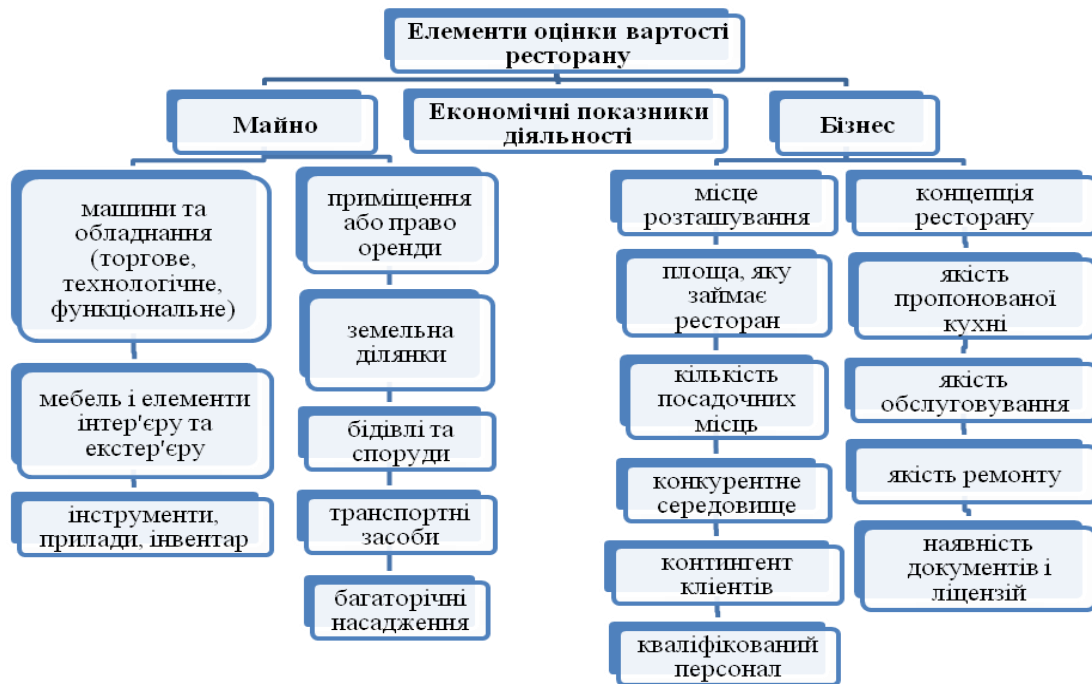 Елементи оцінки вартості
ресторану
Майно
Економічні показники
діяльності
Бізнес
машини та
обладнання
(торгове,
технологічне,
функціональне)
мебель і елементи
інтер'єру та
екстер'єру
інструменти,
прилади, інвентар
приміщення
або право
оренди
земельна
ділянки
бідівлі та
споруди
транспортні
засоби
багаторічні
насадження
місце
розташування
площа, яку
займає
ресторан
кількість
посадочних
місць
конкурентне
середовище
контингент
клієнтів
кваліфікований
персонал
концепція
ресторану
якість
пропонованої
кухні
якість
обслуговування
якість ремонту
наявність
документів і
ліцензій